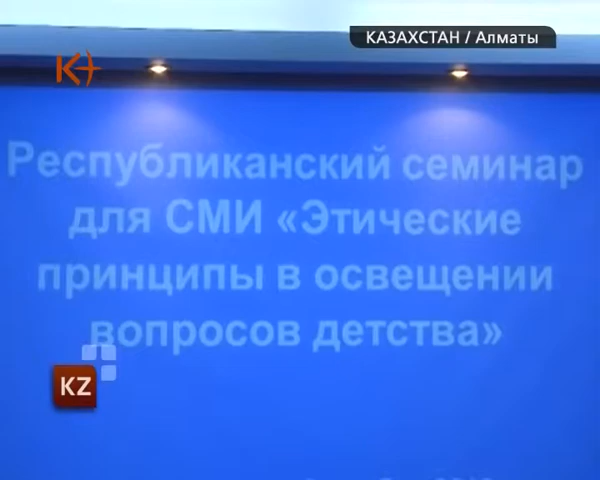 КАЗАХСТАН / Алматы
K+
Республиканский семинар
для СМИ «Этические
принципы в освещении
вопросов детства»
KZ